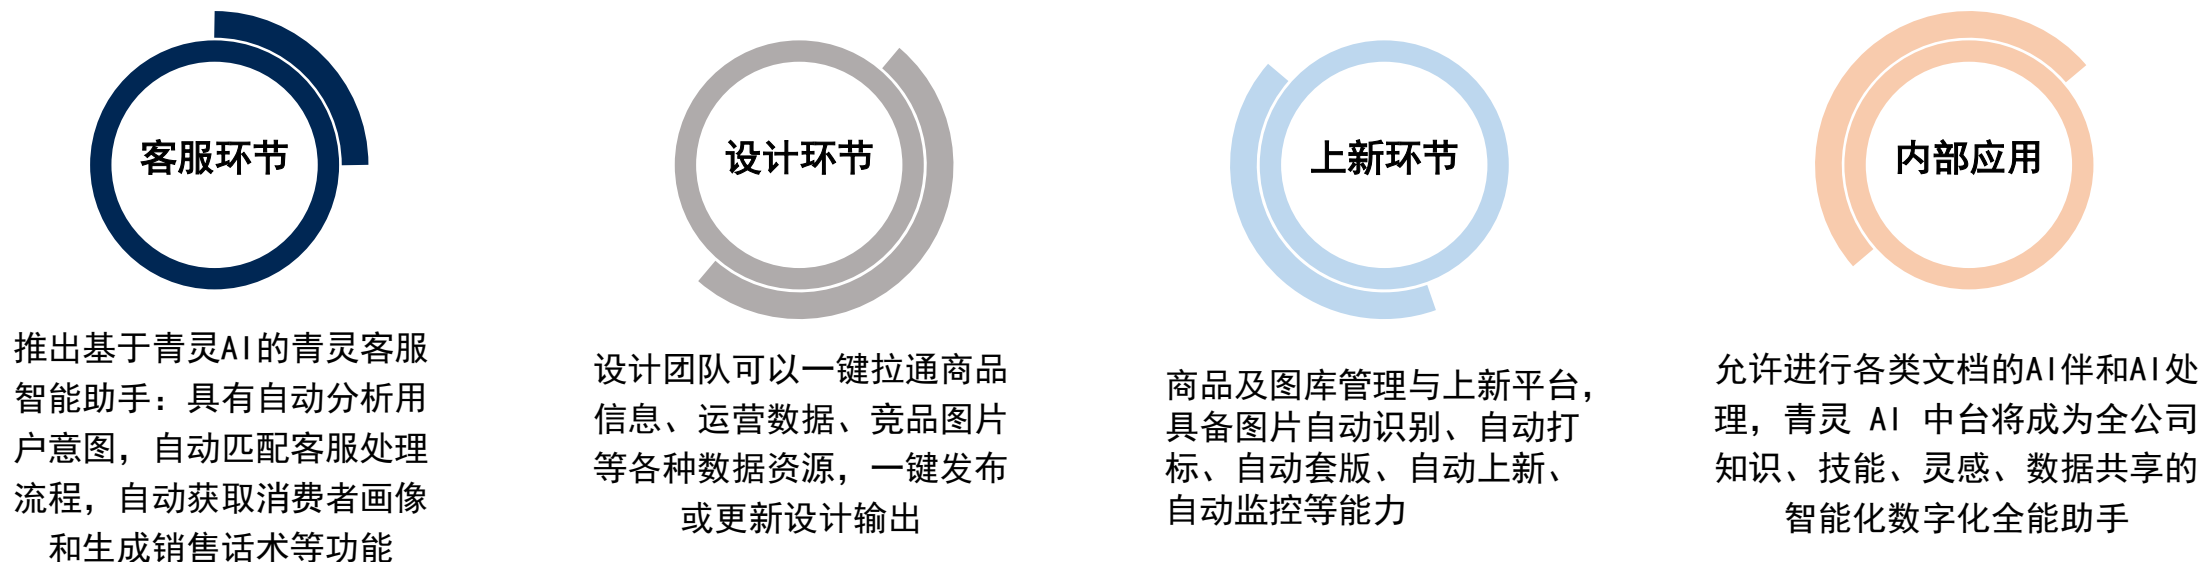 客服环节
推出基于青灵AI的青灵客服
智能助手：具有自动分析用
户意图，自动匹配客服处理
流程，自动获取消费者画像
和生成销售话术等功能
设计环节
设计团队可以一键拉通商品
信息、运营数据、竞品图片
等各种数据资源，一键发布
或更新设计输出
上新环节
商品及图库管理与上新平台，
具备图片自动识别、自动打
标、自动套版、自动上新、
自动监控等能力
内部应用
允许进行各类文档的AI伴和AI处
理，青灵 AI 中台将成为全公司
知识、技能、灵感、数据共享的
智能化数字化全能助手